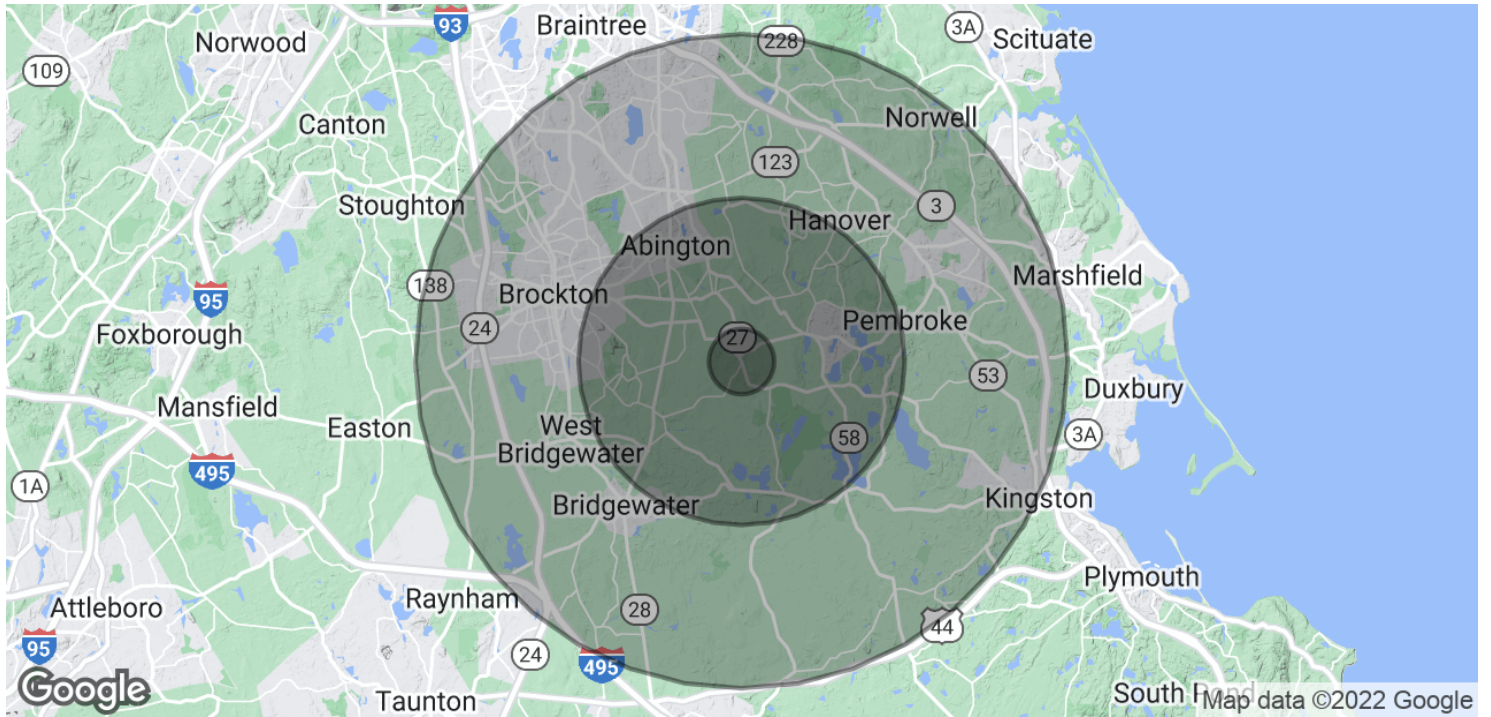 93
Braintree
228
3A
Scituate
Norwood
109
Canton
Norwell
123
Stoughton
3
Hanover
Abington
Marshfield
138
Brockton
95
24
Pembroke
Foxborough
27
53
Duxbury
Mansfield
Easton
West
Bridgewater
58
3A
495
1A
Bridgewater
Kingston
Plymouth
Raynham
Attleboro
28
44
95
24
495
Google
Taunton
South Pond
Map data ©2022 Google